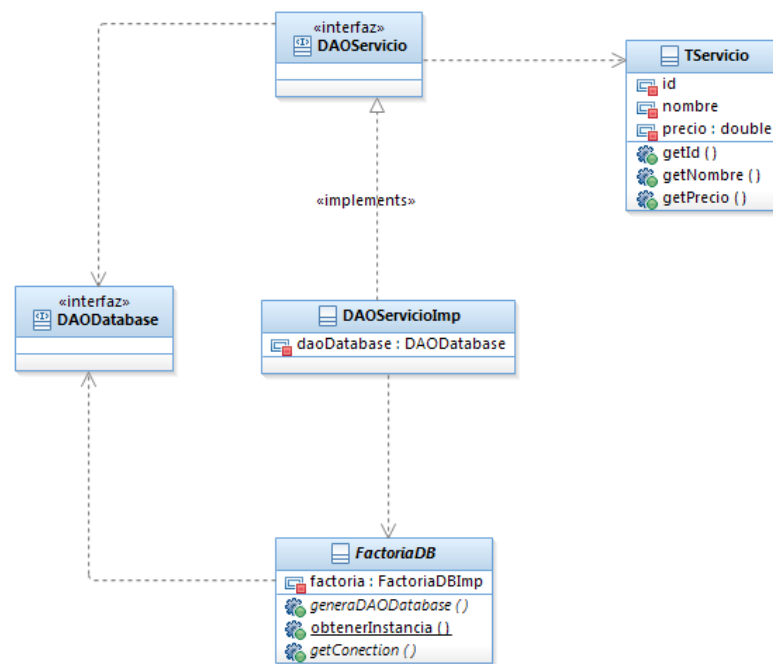 «interfaz»
DAOServicio
TServicio
id
nombre
precio : double
getId ( )
getNombre ( )
getPrecio ( )
«implements»
«interfaz»
DAODatabase
DAOServicioImp
daoDatabase : DAODatabase
FactoriaDB
factoria : FactoriaDBImp
generaDAODatabase ( )
obtenerInstancia ( )
getConection ( )